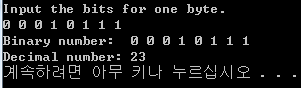 Input the bits for one byte.
0 0 0 1 0 1 1 1
Binary number:  0 0 0 1 0 1 1 1
Decimal number: 23
계속하려면 아무 키나 누르십시오 . . .